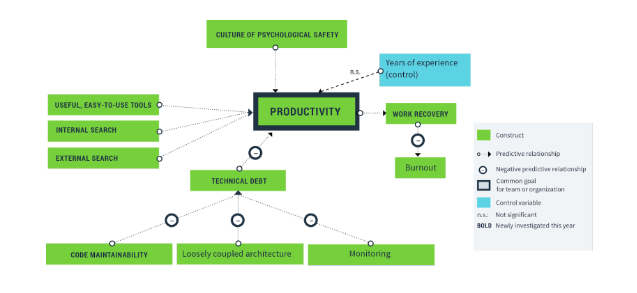 CULTURE OF PSYCHOLOGICAL SAFETY
Years of experience
(control)
n.s.
USEFUL, EASY-TO-USE TOOLS
INTERNAL SEARCH
EXTERNAL SEARCH
PRODUCTIVITY
WORK RECOVERY
Burnout
TECHNICAL DEBT
CODE MAINTAINABILITY
Loosely coupled architecture
Monitoring
Construct
Predictive relationship
Negative predictive relationship
Common goal
for team or organization
Control variable
n.s.: Not significant
BOLD Newly investigated this year